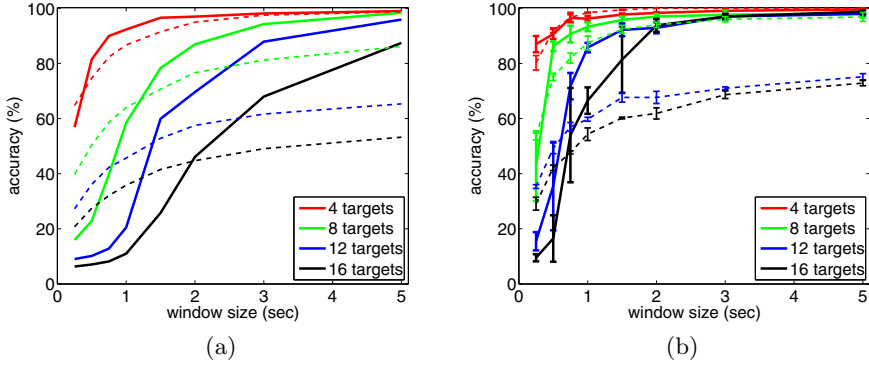 100
80
60
40
20
0
accuracy (%)
4 targets
8 targets
12 targets
16 targets
0 1 2 3 4 5
window size (sec)
(a)
100
80
60
40
20
0
accuracy (%)
4 targets
8 targets
12 targets
16 targets
0 1 2 3 4 5
window size (sec)
(b)